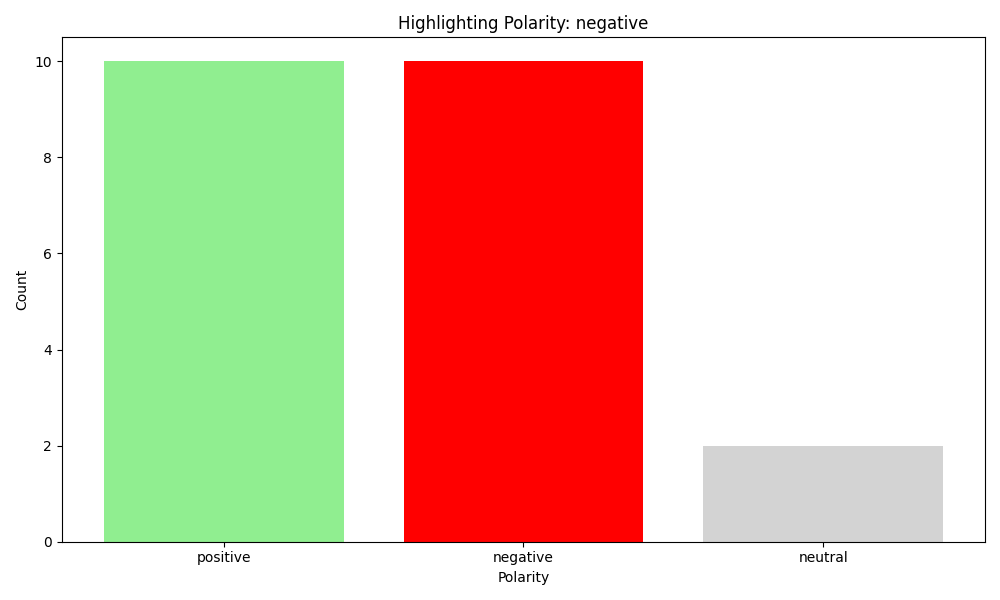 Highlighting Polarity: negative
10
8
6
4
2
0
Count
positive
negative
neutral
Polarity